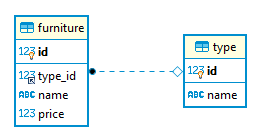 furniture
123 id
123 type_id
ABC name
123 price
type
123 id
ABC name